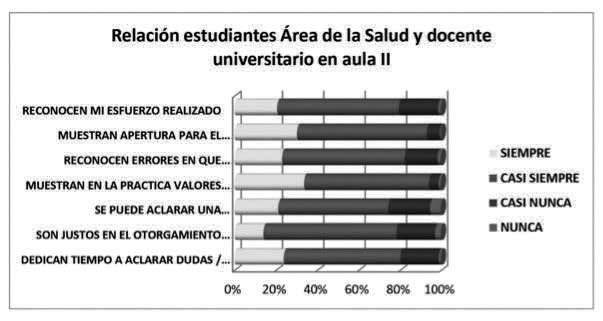 Relación estudiantes Área de la Salud y docente
universitario en aula II
RECONOCEN MI ESFUERZO REALIZADO
MUESTRAN APERTURA PARA EL...
RECONOCEN ERRORES EN QUE...
MUESTRAN EN LA PRACTICA VALORES...
SE PUEDE ACLARAR UNA...
SON JUSTOS EN EL OTORGAMIENTO...
DEDICAN TIEMPO A ACLARAR DUDAS /...
0% 20% 40% 60% 80% 100%
SIEMPRE
CASI SIEMPRE
CASI NUNCA
NUNCA